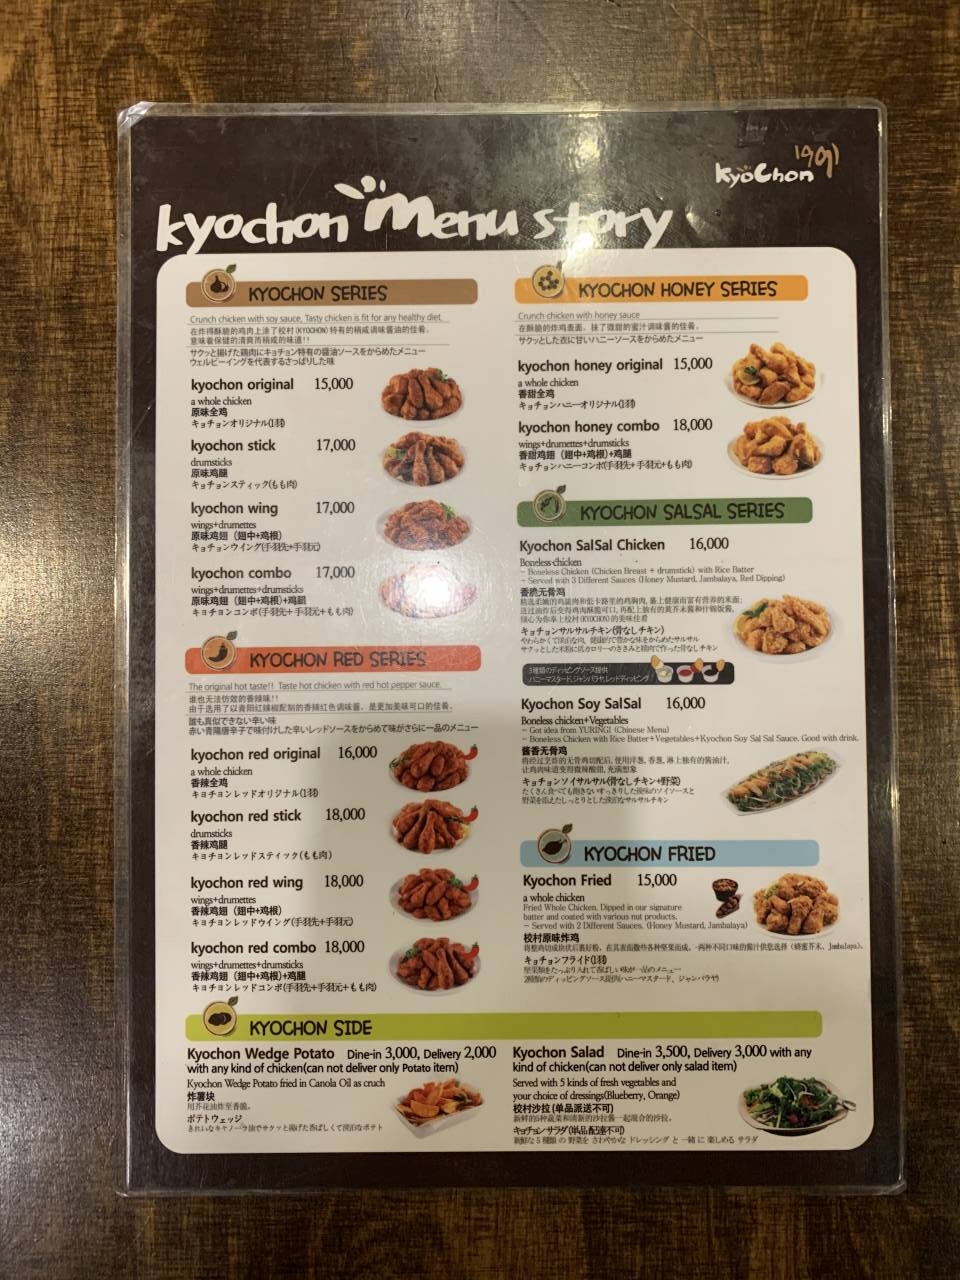 1991
kyochon
kyochon menu story
KYOCHON SERIES
Crunch chicken with soy sauce, Tasty chicken is fit for any healthy diet.
在炸得酥脆的鸡肉上涂了校村(KYOCHON)特有的稍咸调味酱油的佳肴。
意味着保健的清爽而稍咸的味道!!
サクッと揚げた鶏肉にキョチョン特有の醤油ソースをからめたメニュー
ウェルビーイングを代表するさっぱりした味
kyochon original 15,000
a whole chicken
原味全鸡
キョチョンオリジナル(1羽)
kyochon stick 17,000
drumsticks
原味鸡腿
キョチョンスティック(もも肉)
kyochon wing 17,000
wings+drumettes
原味鸡翅（翅中+鸡根）
キョチョンウイング(手羽先+手羽元)
kyochon combo 17,000
wings+drumettes+drumsticks
原味鸡翅（翅中+鸡根)+鸡腿
キョチョンコンボ(手羽先+手羽元+もも肉)
KYOCHON RED SERIES
The original hot taste!! Taste hot chicken with red hot pepper sauce.
谁也无法仿效的香辣味!!
由于选用了以青阳红辣椒配制的香辣红色调味酱。是更加美味可口的佳肴。
誰も真似できない辛い味
赤い青陽唐辛子で味付けした辛いレッドソースをからめて味がさらに一品のメニュー
kyochon red original 16,000
a whole chicken
香辣全鸡
キョチョンレッドオリジナル(1羽)
kyochon red stick 18,000
drumsticks
香辣鸡腿
キョチョンレッドスティック(もも肉)
kyochon red wing 18,000
wings+drumettes
香辣鸡翅（翅中+鸡根）
キョチョンレッドウイング(手羽先+手羽元)
kyochon red combo 18,000
wings+drumettes+drumsticks
香辣鸡翅（翅中+鸡根)+鸡腿
キョチョンレッドコンボ(手羽先+手羽元+もも肉)
KYOCHON HONEY SERIES
Crunch chicken with honey sauce
在酥脆的炸鸡表面，抹了微甜的蜜汁调味酱的佳肴。
サクッとした衣に甘いハニーソースをからめたメニュー
kyochon honey original 15,000
a whole chicken
香甜全鸡
キョチョンハニーオリジナル(1羽)
kyochon honey combo 18,000
wings+drumettes+drumsticks
香甜鸡翅（翅中+鸡根)+鸡腿
キョチョンハニーコンボ(手羽先+手羽元+もも肉)
KYOCHON SALSAL SERIES
Kyochon SalSal Chicken 16,000
Boneless chicken
- Boneless Chicken (Chicken Breast + drumstick) with Rice Batter
- Served with 3 Different Sauces (Honey Mustard, Jambalaya, Red Dipping)
香脆无骨鸡
キョチョンサルサルチキン(骨なしチキン)
3種類のディッピングソース提供
ハニーマスタード,ジャンバラヤ,レッドディッピング
Kyochon Soy SalSal 16,000
Boneless chicken+Vegetables
- Got idea from YURINGI (Chinese Menu)
- Boneless Chicken with Rice Batter+Vegetables+Kyochon Soy Sal Sal Sauce. Good with drink.
酱香无骨鸡
キョチョンソイサルサル(骨なしチキン+野菜)
KYOCHON FRIED
Kyochon Fried 15,000
a whole chicken
Fried Whole Chicken. Dipped in our signature
batter and coated with various nut products.
- Served with 2 Different Sauces. (Honey Mustard, Jambalaya)
校村原味炸鸡
キョチョンフライド(1羽)
KYOCHON SIDE
Kyochon Wedge Potato Dine-in 3,000, Delivery 2,000
with any kind of chicken(can not deliver only Potato item)
Kyochon Wedge Potato fried in Canola Oil as cruch
炸薯块
用芥花油炸至香脆。
ポテトウェッジ
Kyochon Salad Dine-in 3,500, Delivery 3,000 with any
kind of chicken(can not deliver only salad item)
Served with 5 kinds of fresh vegetables and
your choice of dressings(Blueberry, Orange)
校村沙拉(单品派送不可)
新鲜的5种蔬菜和清新的沙拉酱一起混合的沙拉。
キョチョンサラダ(単品配達不可)
新鮮な5種類の野菜をさわやかなドレッシングと一緒に楽しめるサラダ